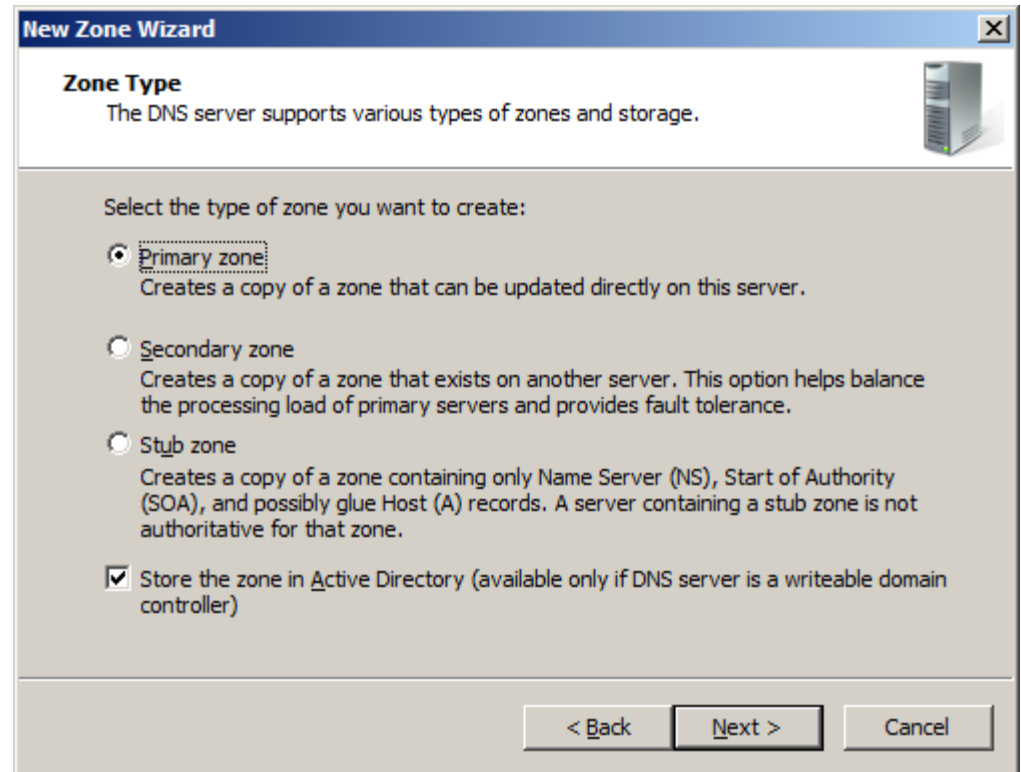 New Zone Wizard
Zone Type
The DNS server supports various types of zones and storage.
Select the type of zone you want to create:
Primary zone
Creates a copy of a zone that can be updated directly on this server.
Secondary zone
Creates a copy of a zone that exists on another server. This option helps balance
the processing load of primary servers and provides fault tolerance.
Stub zone
Creates a copy of a zone containing only Name Server (NS), Start of Authority
(SOA), and possibly glue Host (A) records. A server containing a stub zone is not
authoritative for that zone.
Store the zone in Active Directory (available only if DNS server is a writeable domain
controller)
< Back
Next >
Cancel